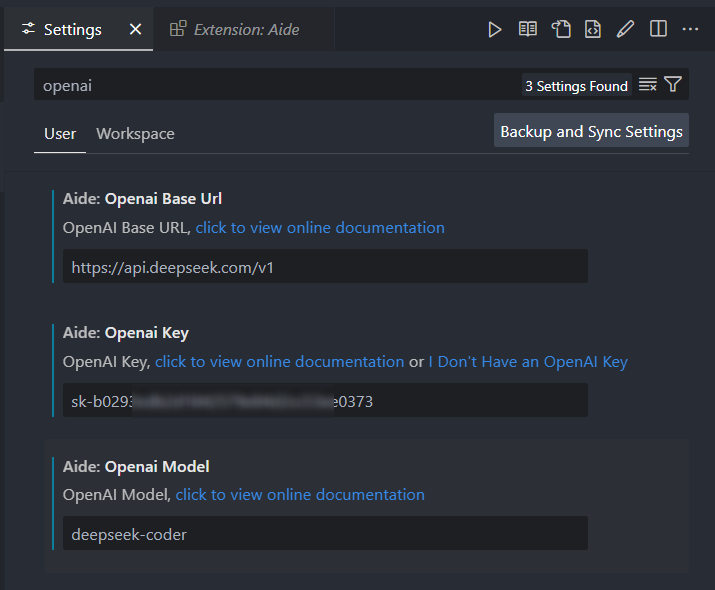 Settings
Extension: Aide
openai
3 Settings Found
User Workspace
Backup and Sync Settings
Aide: Openai Base Url
OpenAI Base URL, click to view online documentation
https://api.deepseek.com/v1
Aide: Openai Key
OpenAI Key, click to view online documentation or I Don't Have an OpenAI Key
sk-b0293 e0373
Aide: Openai Model
OpenAI Model, click to view online documentation
deepseek-coder